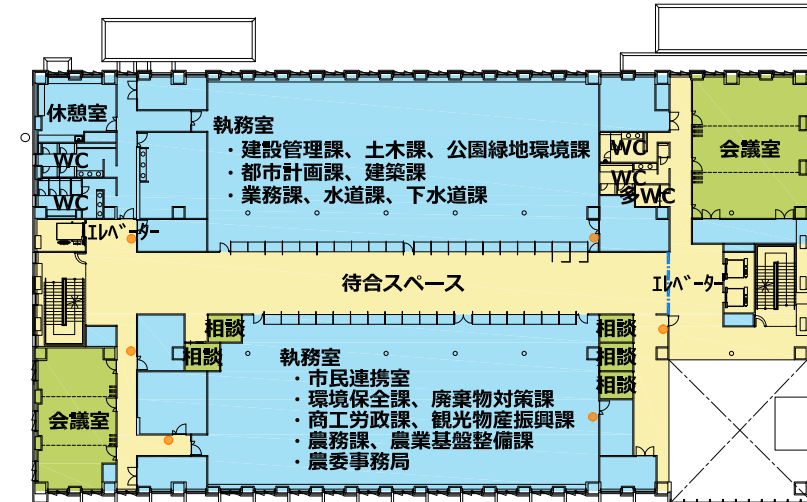 休憩室
執務室
・建設管理課、土木課、公園緑地環境課
・都市計画課、建築課
・業務課、水道課、下水道課
WC
WC
WC
WC
多WC
会議室
ｴﾚﾍﾞｰﾀｰ
待合スペース
ｴﾚﾍﾞｰﾀｰ
相談
相談
相談
相談
相談
執務室
・市民連携室
・環境保全課、廃棄物対策課
・商工労政課、観光物産振興課
・農務課、農業基盤整備課
・農委事務局
会議室